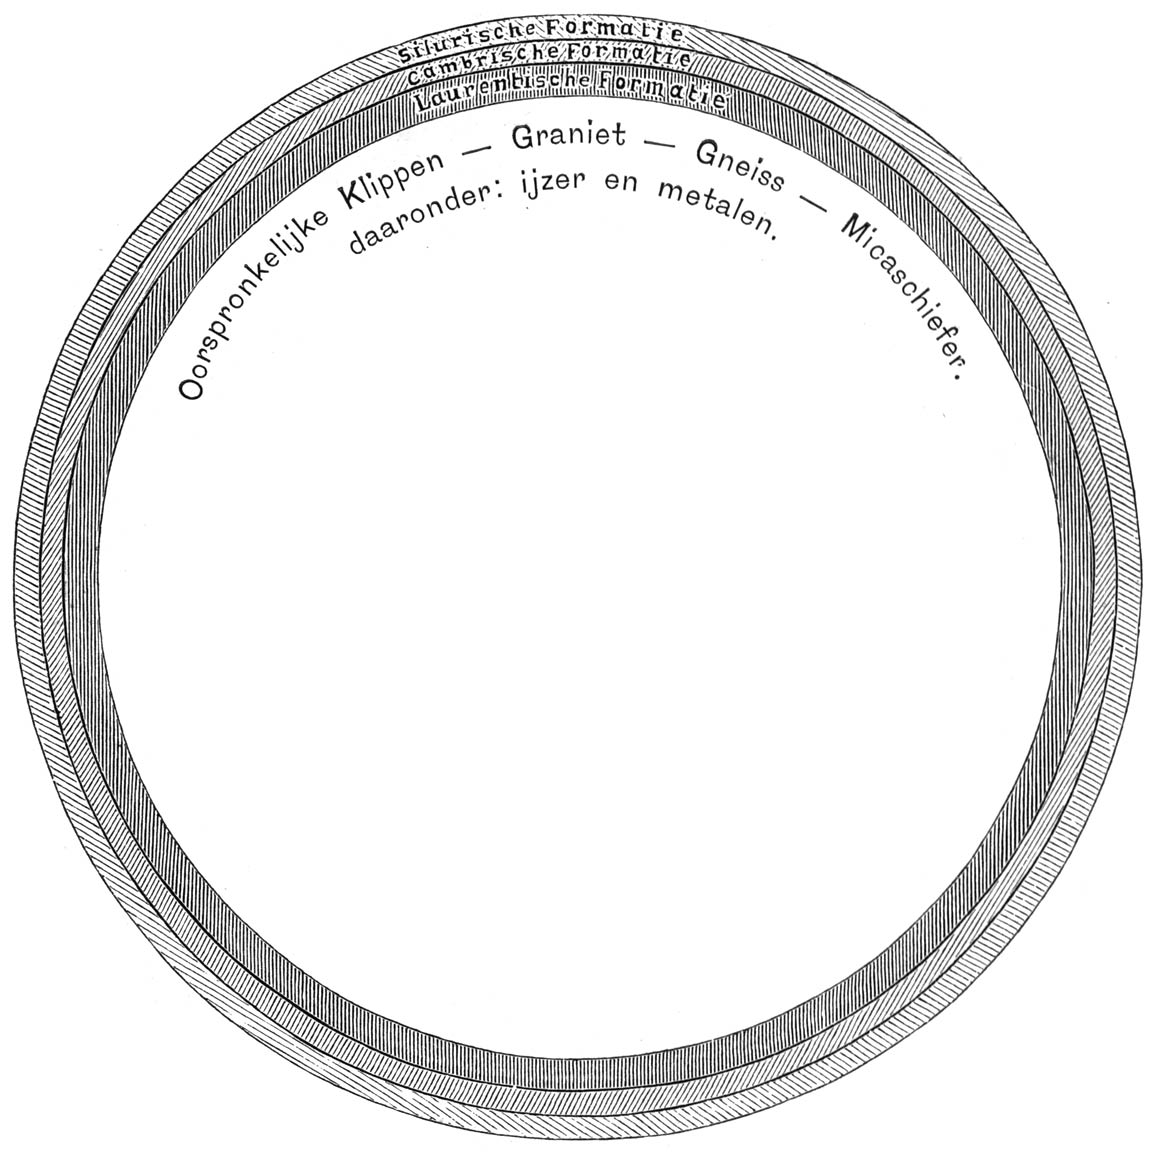 Silurische Formatie
Cambrische Formatie
Laurentische Formatie
Oorspronkelijke Klippen — Graniet — Gneiss — Micaschiefer.
daaronder: ijzer en metalen.